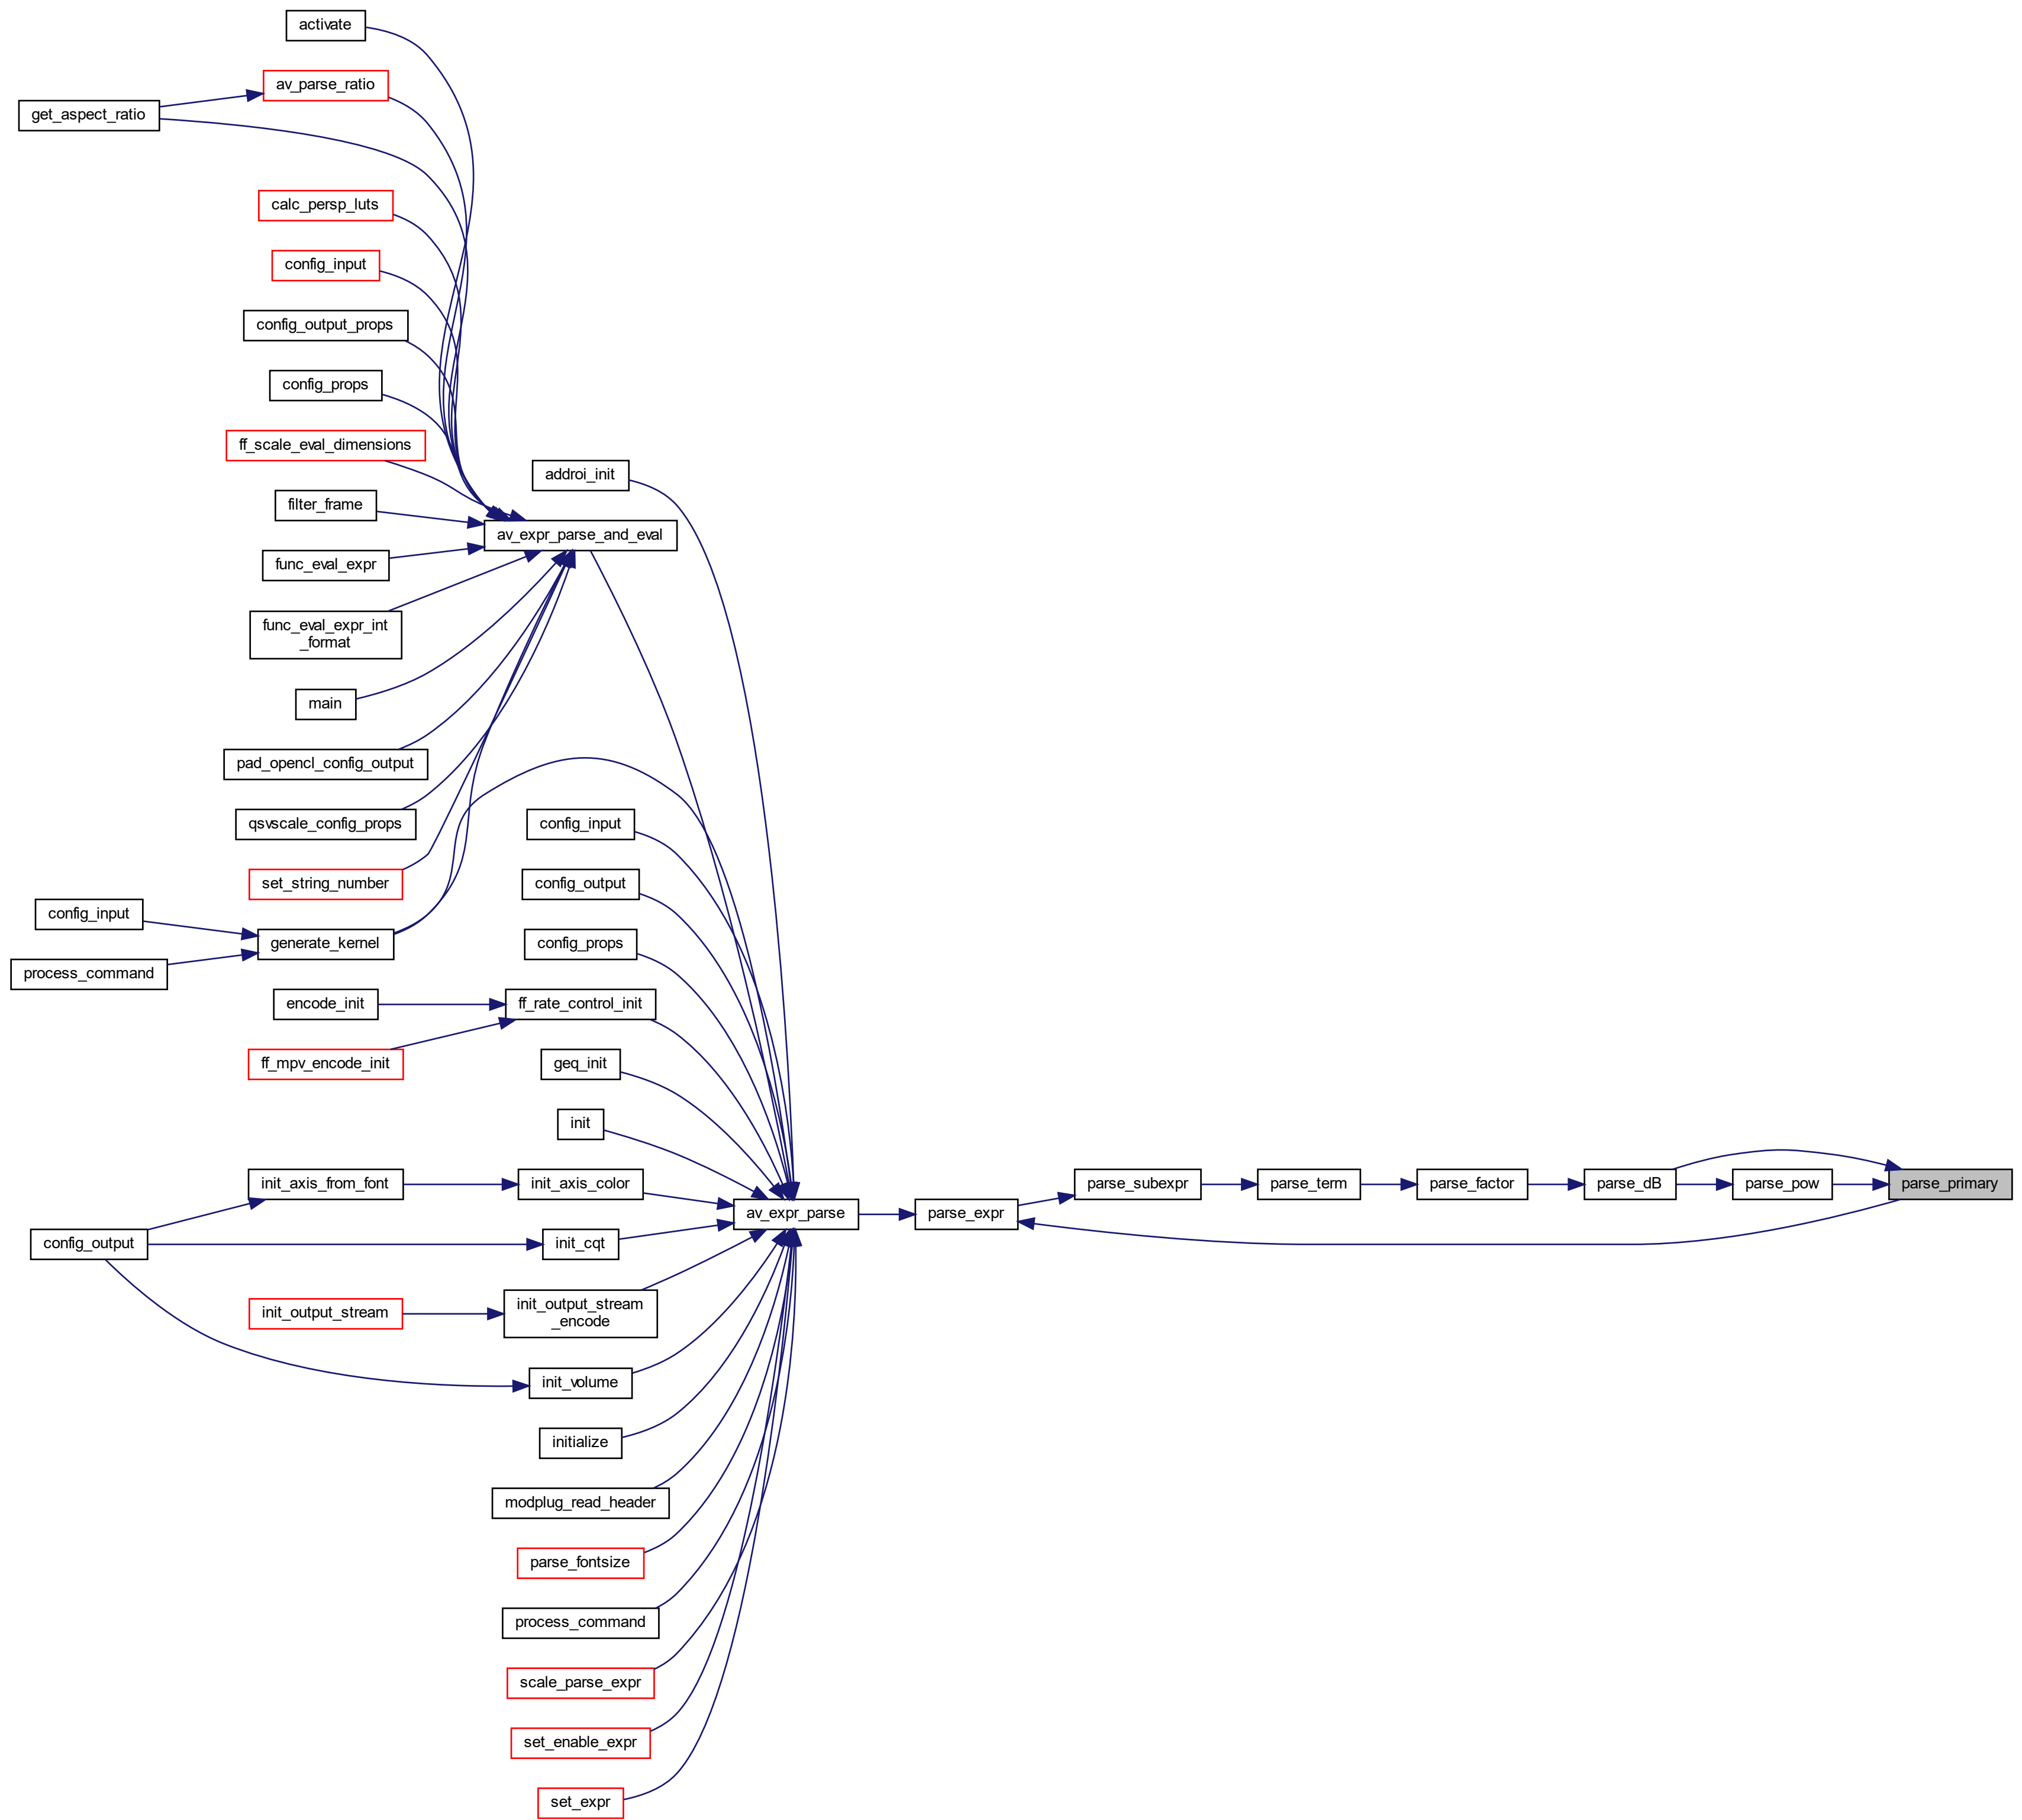 activate
av_parse_ratio
get_aspect_ratio
calc_persp_luts
config_input
config_output_props
config_props
ff_scale_eval_dimensions
addroi_init
filter_frame
av_expr_parse_and_eval
func_eval_expr
func_eval_expr_int
_format
main
pad_opencl_config_output
qsvscale_config_props
config_input
set_string_number
config_output
config_input
generate_kernel
config_props
process_command
encode_init
ff_rate_control_init
ff_mpv_encode_init
geq_init
init
init_axis_from_font
init_axis_color
parse_subexpr
parse_term
parse_factor
parse_dB
parse_pow
parse_primary
av_expr_parse
parse_expr
config_output
init_cqt
init_output_stream
init_output_stream
_encode
init_volume
initialize
modplug_read_header
parse_fontsize
process_command
scale_parse_expr
set_enable_expr
set_expr